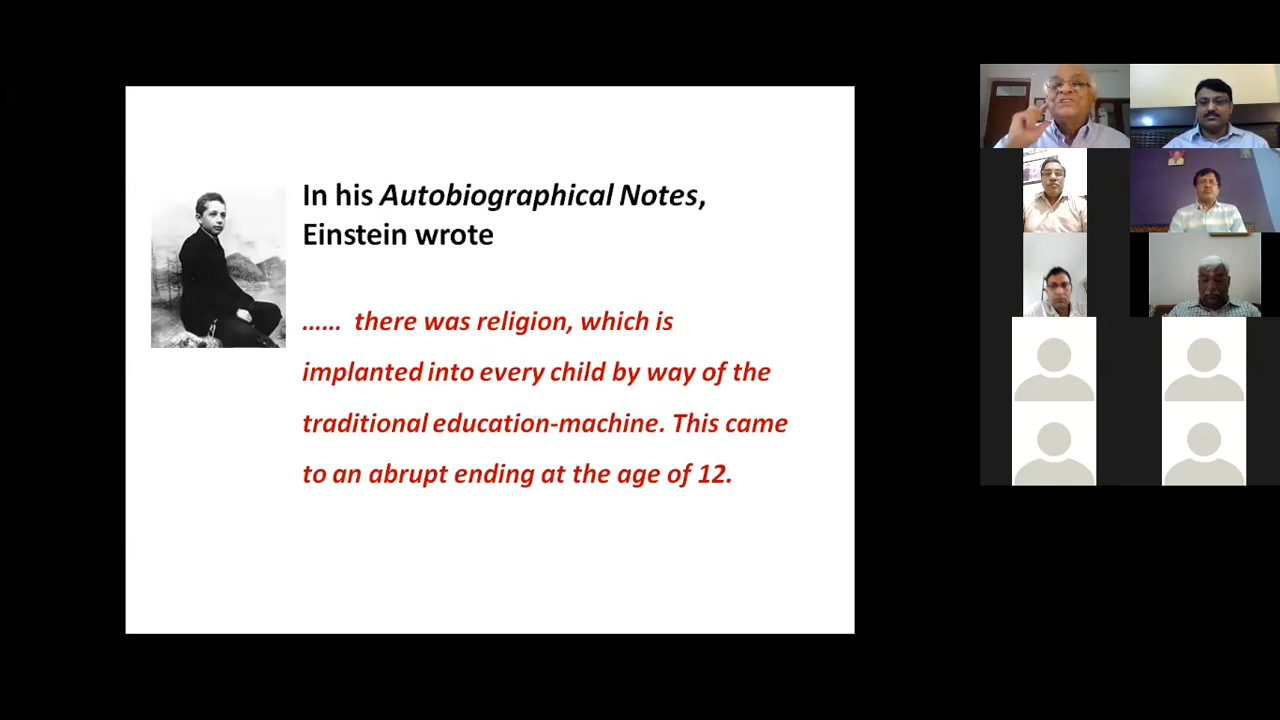 In his Autobiographical Notes,
Einstein wrote
...... there was religion, which is
implanted into every child by way of the
traditional education-machine. This came
to an abrupt ending at the age of 12.